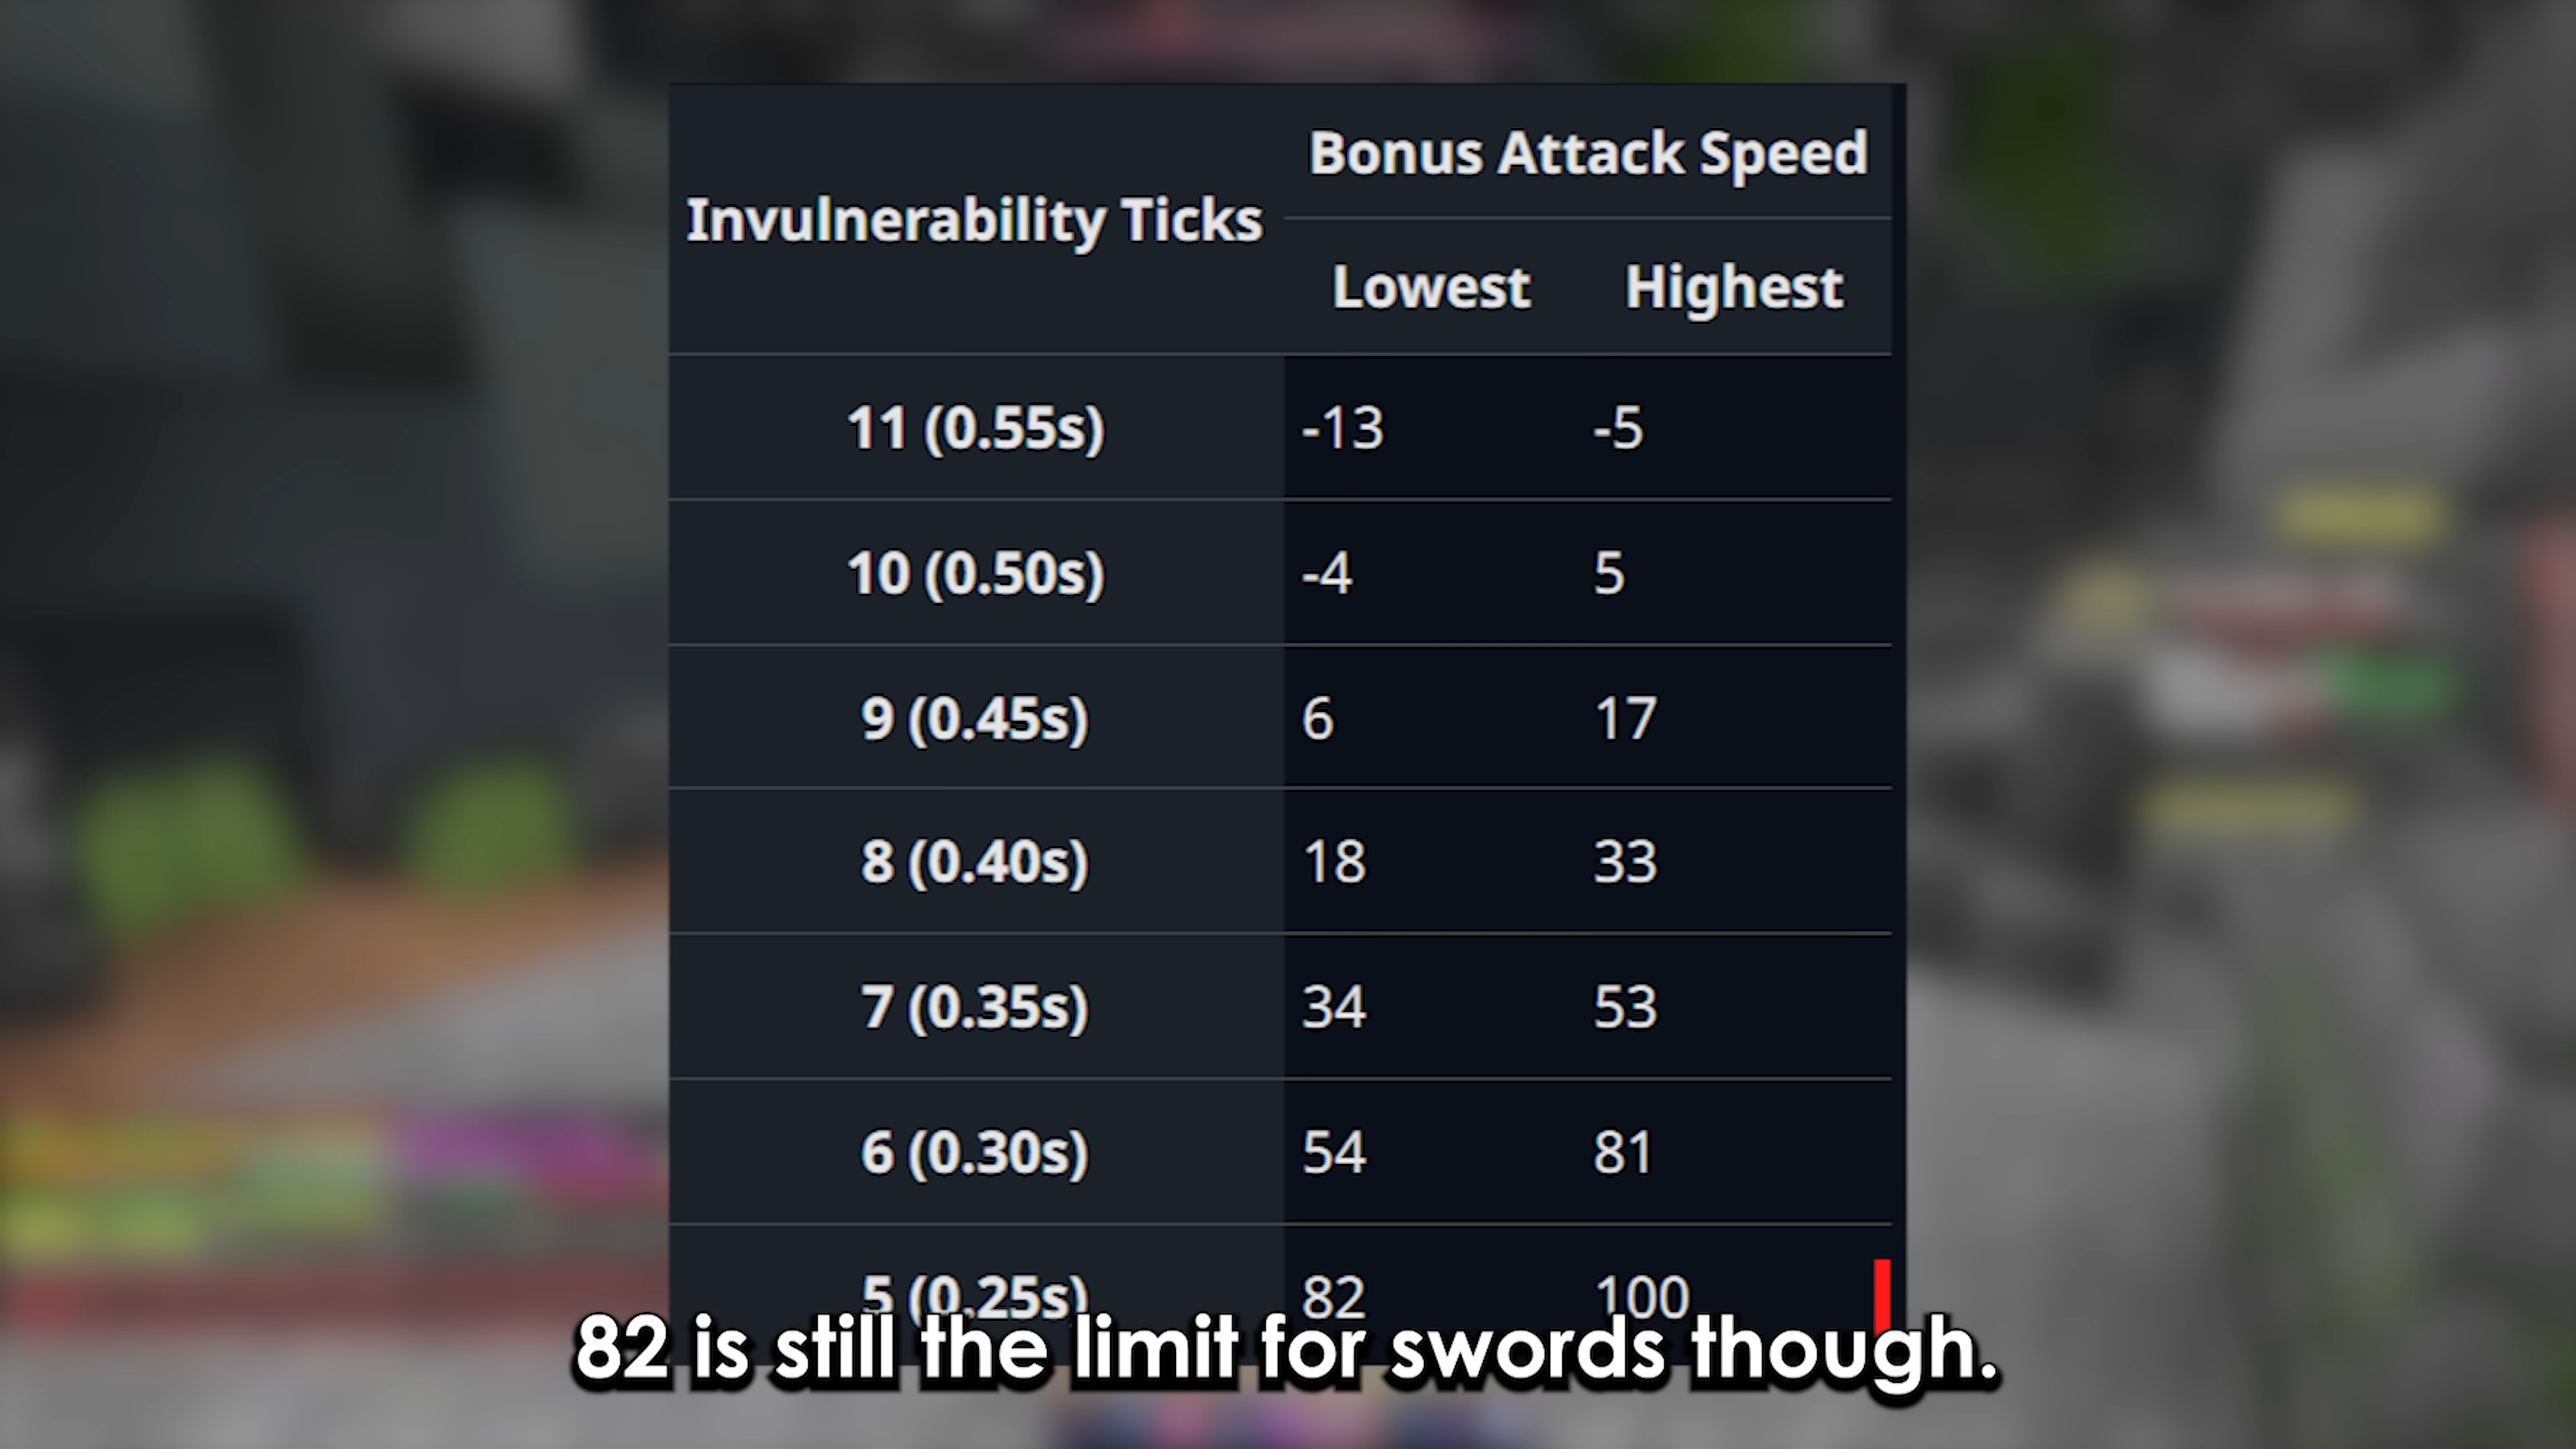 Bonus Attack Speed
Invulnerability Ticks
Lowest Highest
11 (0.55s) -13 -5
10 (0.50s) -4 5
9 (0.45s) 6 17
8 (0.40s) 18 33
7 (0.35s) 34 53
6 (0.30s) 54 81
5 (0.25s) 82 100
82 is still the limit for swords though.